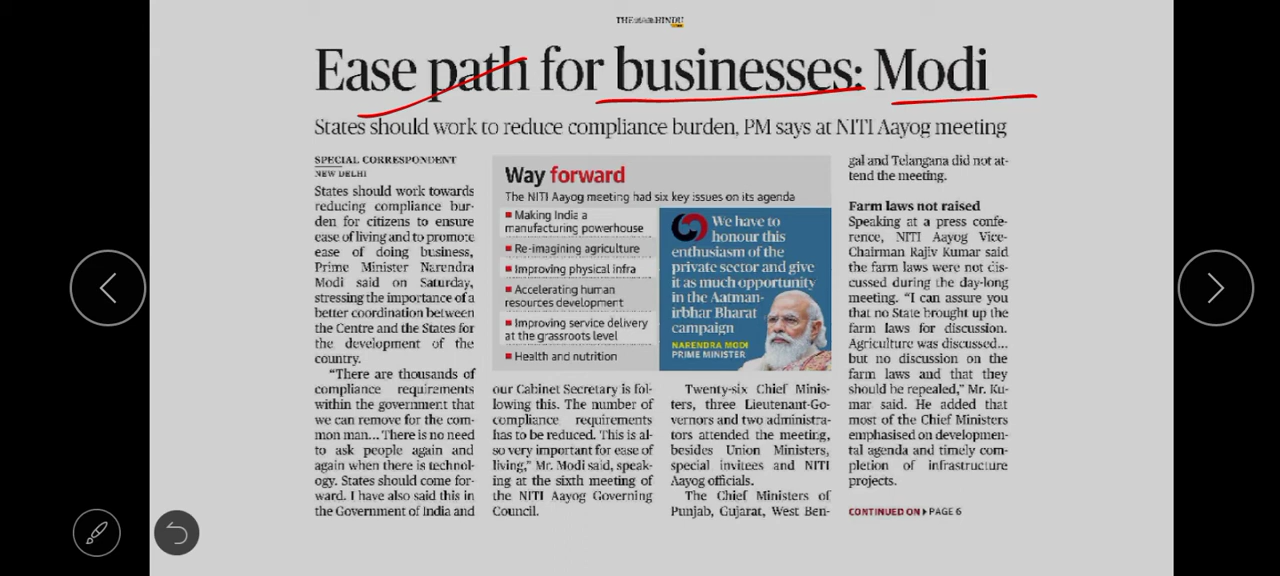 THE HINDU
Ease path for businesses: Modi
States should work to reduce compliance burden, PM says at NITI Aayog meeting
SPECIAL CORRESPONDENT
NEW DELHI
States should work towards
reducing compliance bur-
den for citizens to ensure
ease of living and to promote
ease of doing business,
Prime Minister Narendra
Modi said on Saturday,
stressing the importance of a
better coordination between
the Centre and the States for
the development of the
country.
“There are thousands of
compliance requirements
within the government that
we can remove for the com-
mon man... There is no need
to ask people again and
again when there is technol-
ogy. States should come for-
ward. I have also said this in
the Government of India and
Way forward
The NITI Aayog meeting had six key issues on its agenda
Making India a
manufacturing powerhouse
Re-imagining agriculture
Improving physical infra
Accelerating human
resources development
Improving service delivery
at the grassroots level
Health and nutrition
We have to
honour this
enthusiasm of the
private sector and give
it as much opportunity
in the Aatman-
irbhar Bharat
campaign
NARENDRA MODI
PRIME MINISTER
our Cabinet Secretary is fol-
lowing this. The number of
compliance requirements
has to be reduced. This is al-
so very important for ease of
living,” Mr. Modi said, speak-
ing at the sixth meeting of
the NITI Aayog Governing
Council.
Twenty-six Chief Minis-
ters, three Lieutenant-Go-
vernors and two administra-
tors attended the meeting,
besides Union Ministers,
special invitees and NITI
Aayog officials.
The Chief Ministers of
Punjab, Gujarat, West Ben-
gal and Telangana did not at-
tend the meeting.
Farm laws not raised
Speaking at a press confe-
rence, NITI Aayog Vice-
Chairman Rajiv Kumar said
the farm laws were not dis-
cussed during the day-long
meeting. “I can assure you
that no State brought up the
farm laws for discussion.
Agriculture was discussed...
but no discussion on the
farm laws and that they
should be repealed,” Mr. Ku-
mar said. He added that
most of the Chief Ministers
emphasised on developmen-
tal agenda and timely com-
pletion of infrastructure
projects.
CONTINUED ON PAGE 6